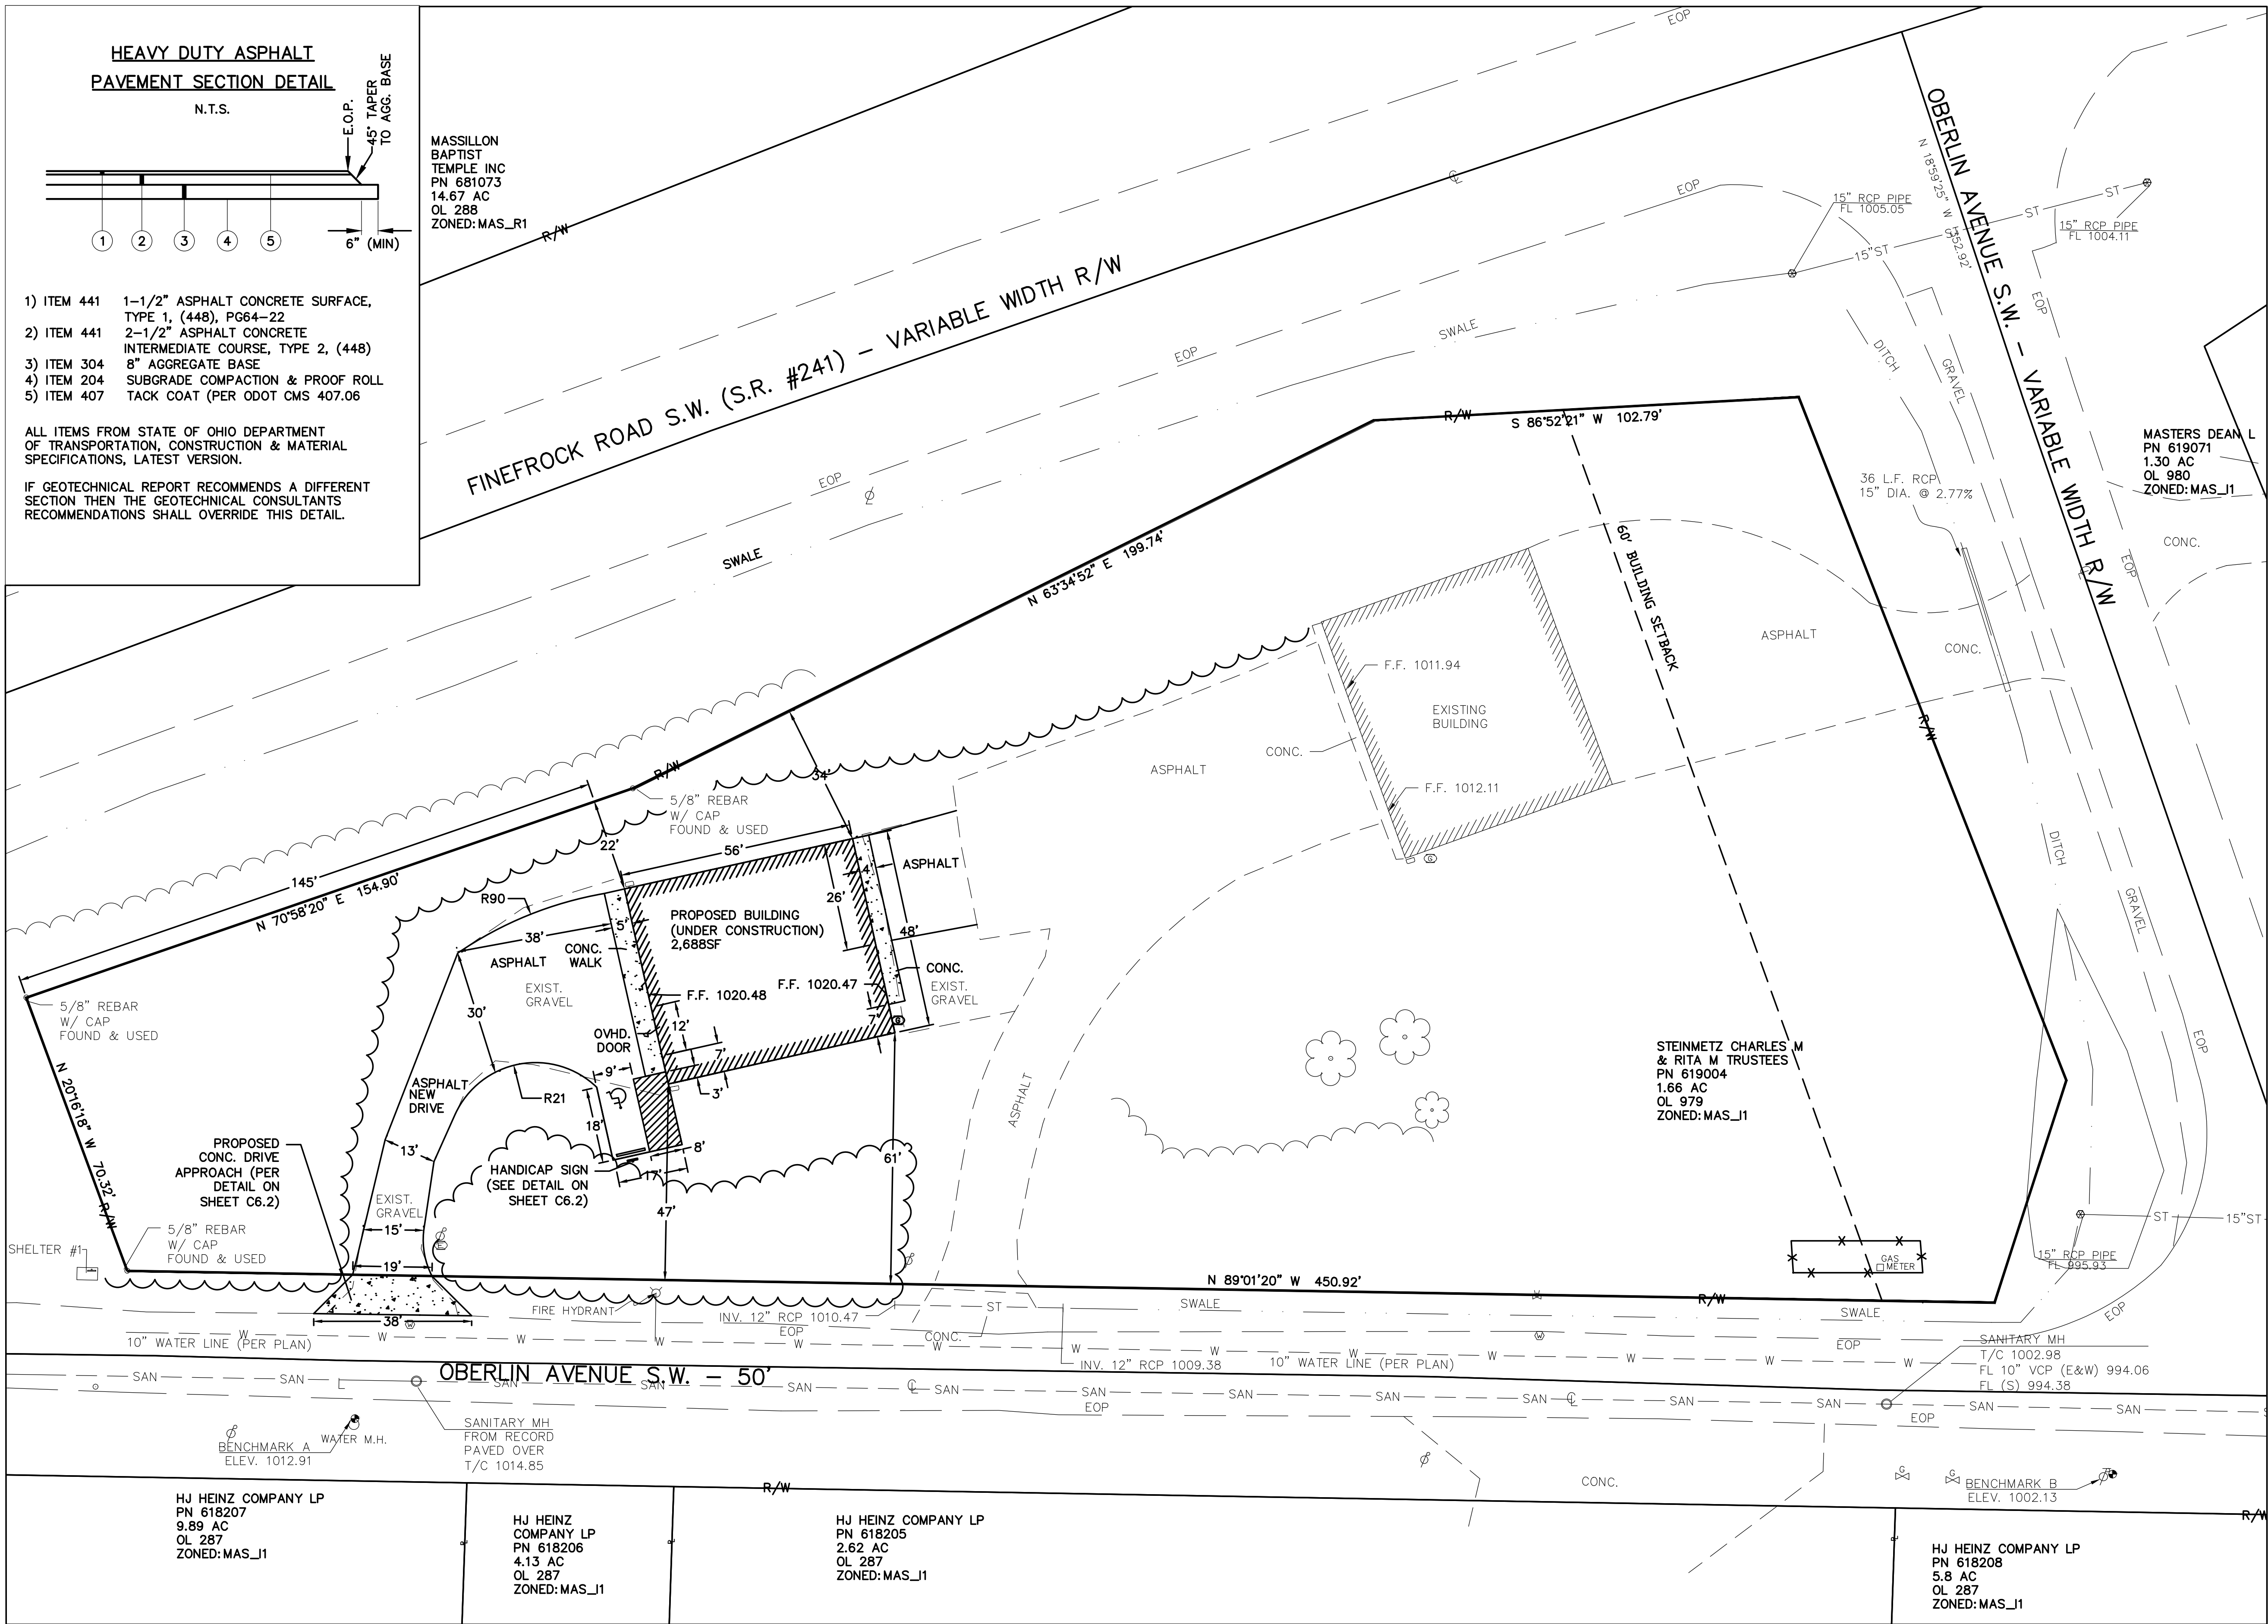 HEAVY DUTY ASPHALT
PAVEMENT SECTION DETAIL
N.T.S.
E.O.P.
45° TAPER
TO AGG. BASE
1
2
3
4
5
6" (MIN)
1) ITEM 441 1-1/2" ASPHALT CONCRETE SURFACE,
TYPE 1, (448), PG64-22
2) ITEM 441 2-1/2" ASPHALT CONCRETE
INTERMEDIATE COURSE, TYPE 2, (448)
3) ITEM 304 8" AGGREGATE BASE
4) ITEM 204 SUBGRADE COMPACTION & PROOF ROLL
5) ITEM 407 TACK COAT (PER ODOT CMS 407.06
ALL ITEMS FROM STATE OF OHIO DEPARTMENT
OF TRANSPORTATION, CONSTRUCTION & MATERIAL
SPECIFICATIONS, LATEST VERSION.
IF GEOTECHNICAL REPORT RECOMMENDS A DIFFERENT
SECTION THEN THE GEOTECHNICAL CONSULTANTS
RECOMMENDATIONS SHALL OVERRIDE THIS DETAIL.
MASSILLON
BAPTIST
TEMPLE INC
PN 681073
14.67 AC
OL 288
ZONED: MAS_R1
R/W
FINEFROCK ROAD S.W. (S.R. #241) - VARIABLE WIDTH R/W
EOP
EOP
EOP
EOP
SWALE
SWALE
OBERLIN AVENUE S.W. - VARIABLE WIDTH R/W
N 18°59'25" W 352.92'
15" RCP PIPE
FL 1005.05
15"ST
ST
ST
ST
15" RCP PIPE
FL 1004.11
EOP
EOP
DITCH
GRAVEL
MASTERS DEAN L
PN 619071
1.30 AC
OL 980
ZONED: MAS_I1
CONC.
36 L.F. RCP
15" DIA. @ 2.77%
R/W
S 86°52'21" W 102.79'
N 63°34'52" E 199.74'
60' BUILDING SETBACK
ASPHALT
CONC.
R/W
F.F. 1011.94
EXISTING
BUILDING
CONC.
F.F. 1012.11
ASPHALT
G
R/W
5/8" REBAR
W/ CAP
FOUND & USED
34'
22'
56'
145'
N 70°58'20" E 154.90'
R90
38'
5'
26'
4'
ASPHALT
48'
PROPOSED BUILDING
(UNDER CONSTRUCTION)
2,688SF
CONC.
WALK
ASPHALT
EXIST.
GRAVEL
F.F. 1020.48
F.F. 1020.47
CONC.
EXIST.
GRAVEL
7'
30'
OVHD.
DOOR
12'
7'
9'
3'
R21
18'
8'
17'
ASPHALT
NEW
DRIVE
13'
5/8" REBAR
W/ CAP
FOUND & USED
N 20°16'18" W 70.32'
R/W
PROPOSED
CONC. DRIVE
APPROACH (PER
DETAIL ON
SHEET C6.2)
HANDICAP SIGN
(SEE DETAIL ON
SHEET C6.2)
EXIST.
GRAVEL
15'
E
47'
61'
ASPHALT
STEINMETZ CHARLES M
& RITA M TRUSTEES
PN 619004
1.66 AC
OL 979
ZONED: MAS_I1
DITCH
GRAVEL
EOP
SHELTER #1
5/8" REBAR
W/ CAP
FOUND & USED
19'
38'
FIRE HYDRANT
N 89°01'20" W 450.92'
R/W
X
X
X
X
X
X
GAS
METER
ST
15"ST
15" RCP PIPE
FL 995.93
EOP
INV. 12" RCP 1010.47
ST
SWALE
SWALE
EOP
EOP
CONC.
10" WATER LINE (PER PLAN)
W
W
W
W
W
W
W
W
W
W
W
W
W
W
INV. 12" RCP 1009.38
10" WATER LINE (PER PLAN)
SANITARY MH
T/C 1002.98
FL 10" VCP (E&W) 994.06
FL (S) 994.38
OBERLIN AVENUE S.W. - 50'
SAN
SAN
SAN
SAN
SAN
SAN
SAN
SAN
SAN
SAN
SAN
SAN
SAN
SAN
EOP
EOP
SANITARY MH
FROM RECORD
PAVED OVER
T/C 1014.85
BENCHMARK A
ELEV. 1012.91
WATER M.H.
CONC.
G
G
BENCHMARK B
ELEV. 1002.13
R/W
R/W
HJ HEINZ COMPANY LP
PN 618207
9.89 AC
OL 287
ZONED: MAS_I1
HJ HEINZ
COMPANY LP
PN 618206
4.13 AC
OL 287
ZONED: MAS_I1
HJ HEINZ COMPANY LP
PN 618205
2.62 AC
OL 287
ZONED: MAS_I1
HJ HEINZ COMPANY LP
PN 618208
5.8 AC
OL 287
ZONED: MAS_I1